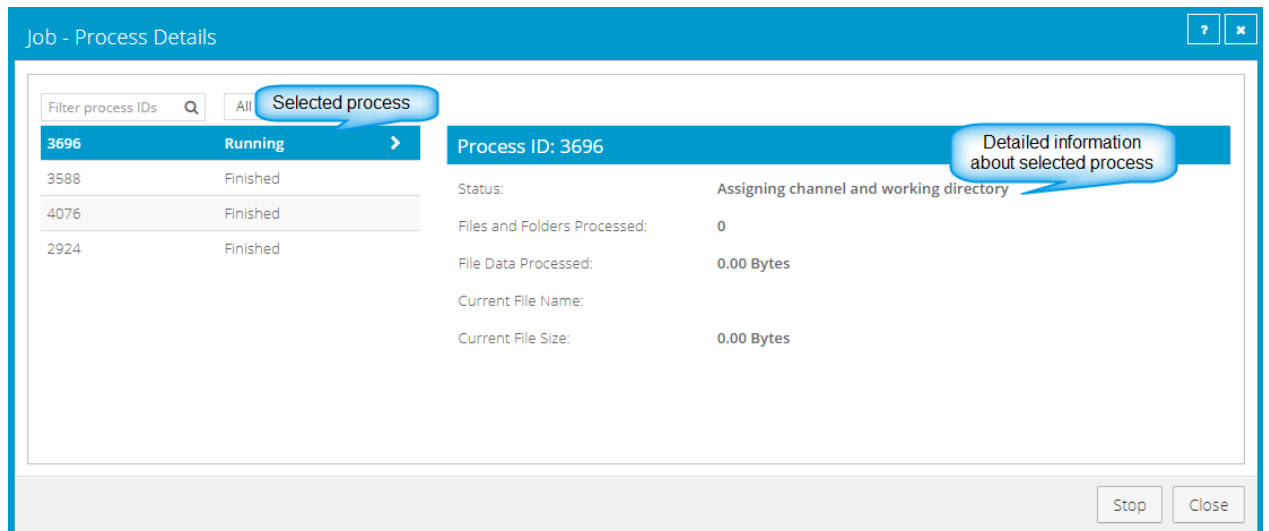 Job - Process Details
?
Filter process IDs
All
Selected process
3696 Running
3588 Finished
4076 Finished
2924 Finished
Process ID: 3696
Detailed information
about selected process
Status: Assigning channel and working directory
Files and Folders Processed: 0
File Data Processed: 0.00 Bytes
Current File Name:
Current File Size: 0.00 Bytes
Stop Close